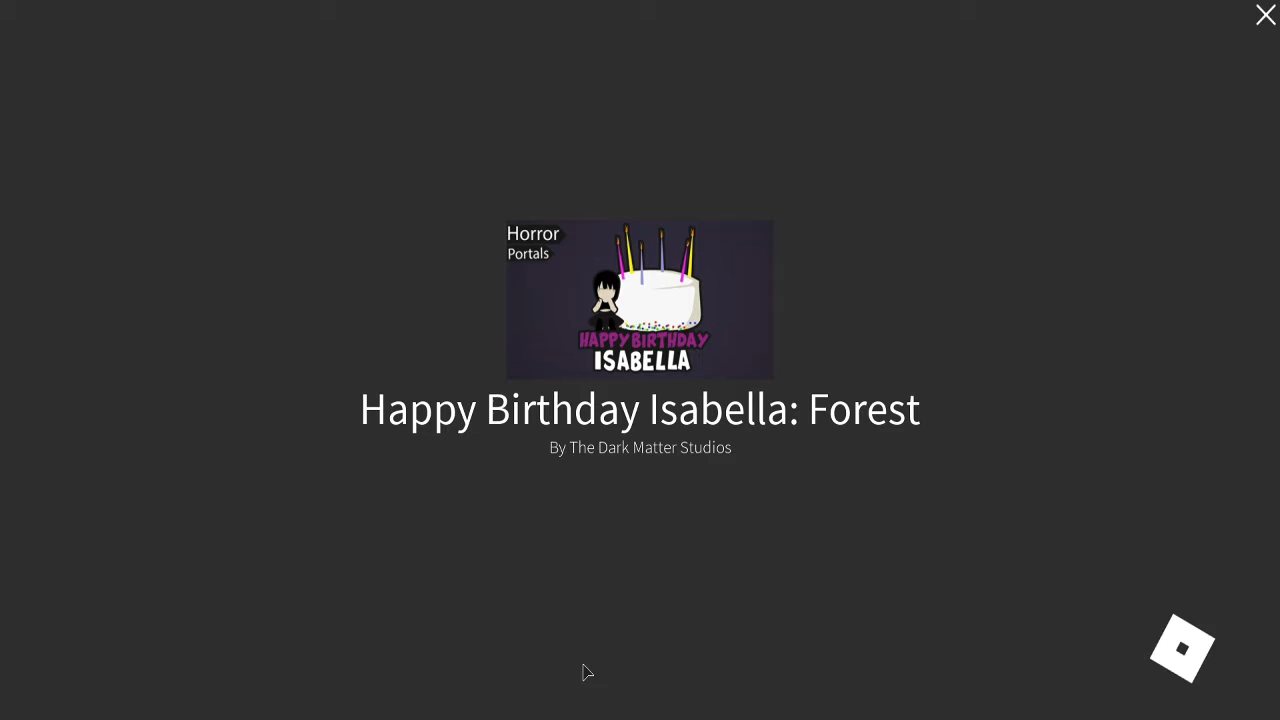 Horror
Portals
HAPPY BIRTHDAY
ISABELLA
Happy Birthday Isabella: Forest
By The Dark Matter Studios